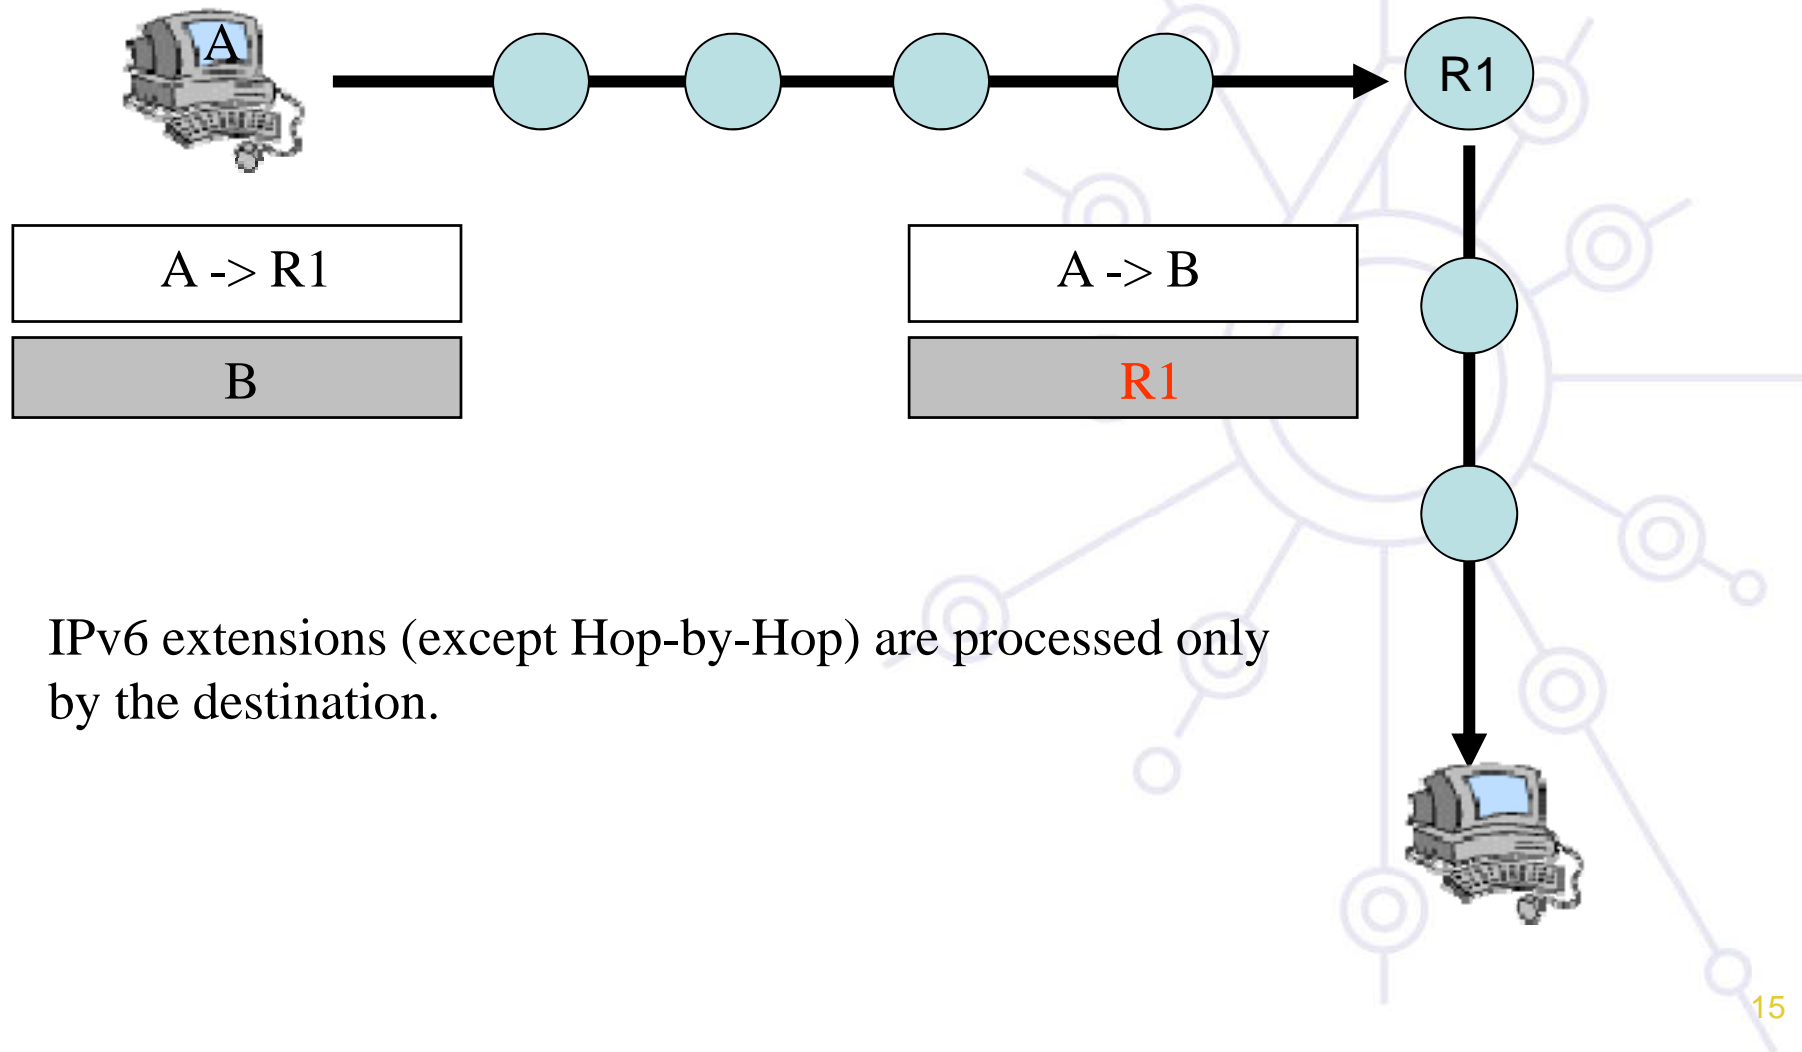 A
R1
A -> R1
A -> B
B
R1
IPv6 extensions (except Hop-by-Hop) are processed only
by the destination.
15